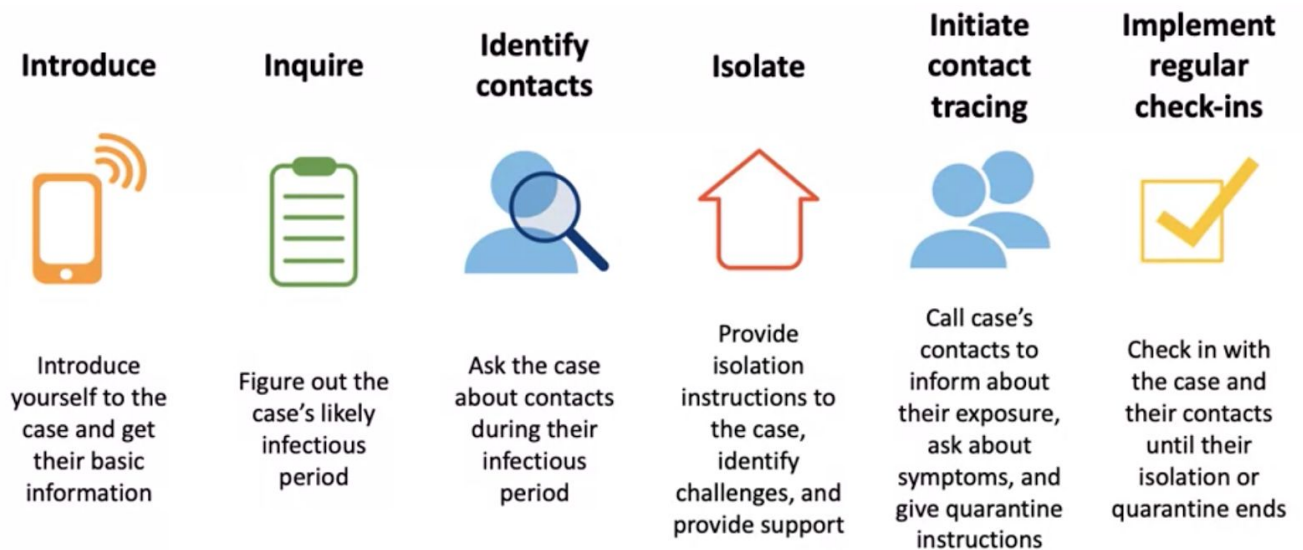 Introduce
Inquire
Identify
contacts
Isolate
Initiate
contact
tracing
Implement
regular
check-ins
Introduce
yourself to the
case and get
their basic
information
Figure out the
case's likely
infectious
period
Ask the case
about contacts
during their
infectious
period
Provide
isolation
instructions to
the case,
identify
challenges, and
provide support
Call case's
contacts to
inform about
their exposure,
ask about
symptoms, and
give quarantine
instructions
Check in with
the case and
their contacts
until their
isolation or
quarantine ends